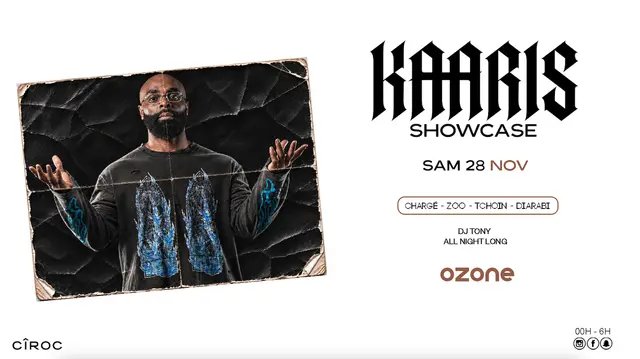 KAARIS
SHOWCASE
SAM 28 NOV
CHARGÉ - ZOO - TCHOIN - DIARABI
DJ TONY
ALL NIGHT LONG
ozone
00H - 6H
CÎROC